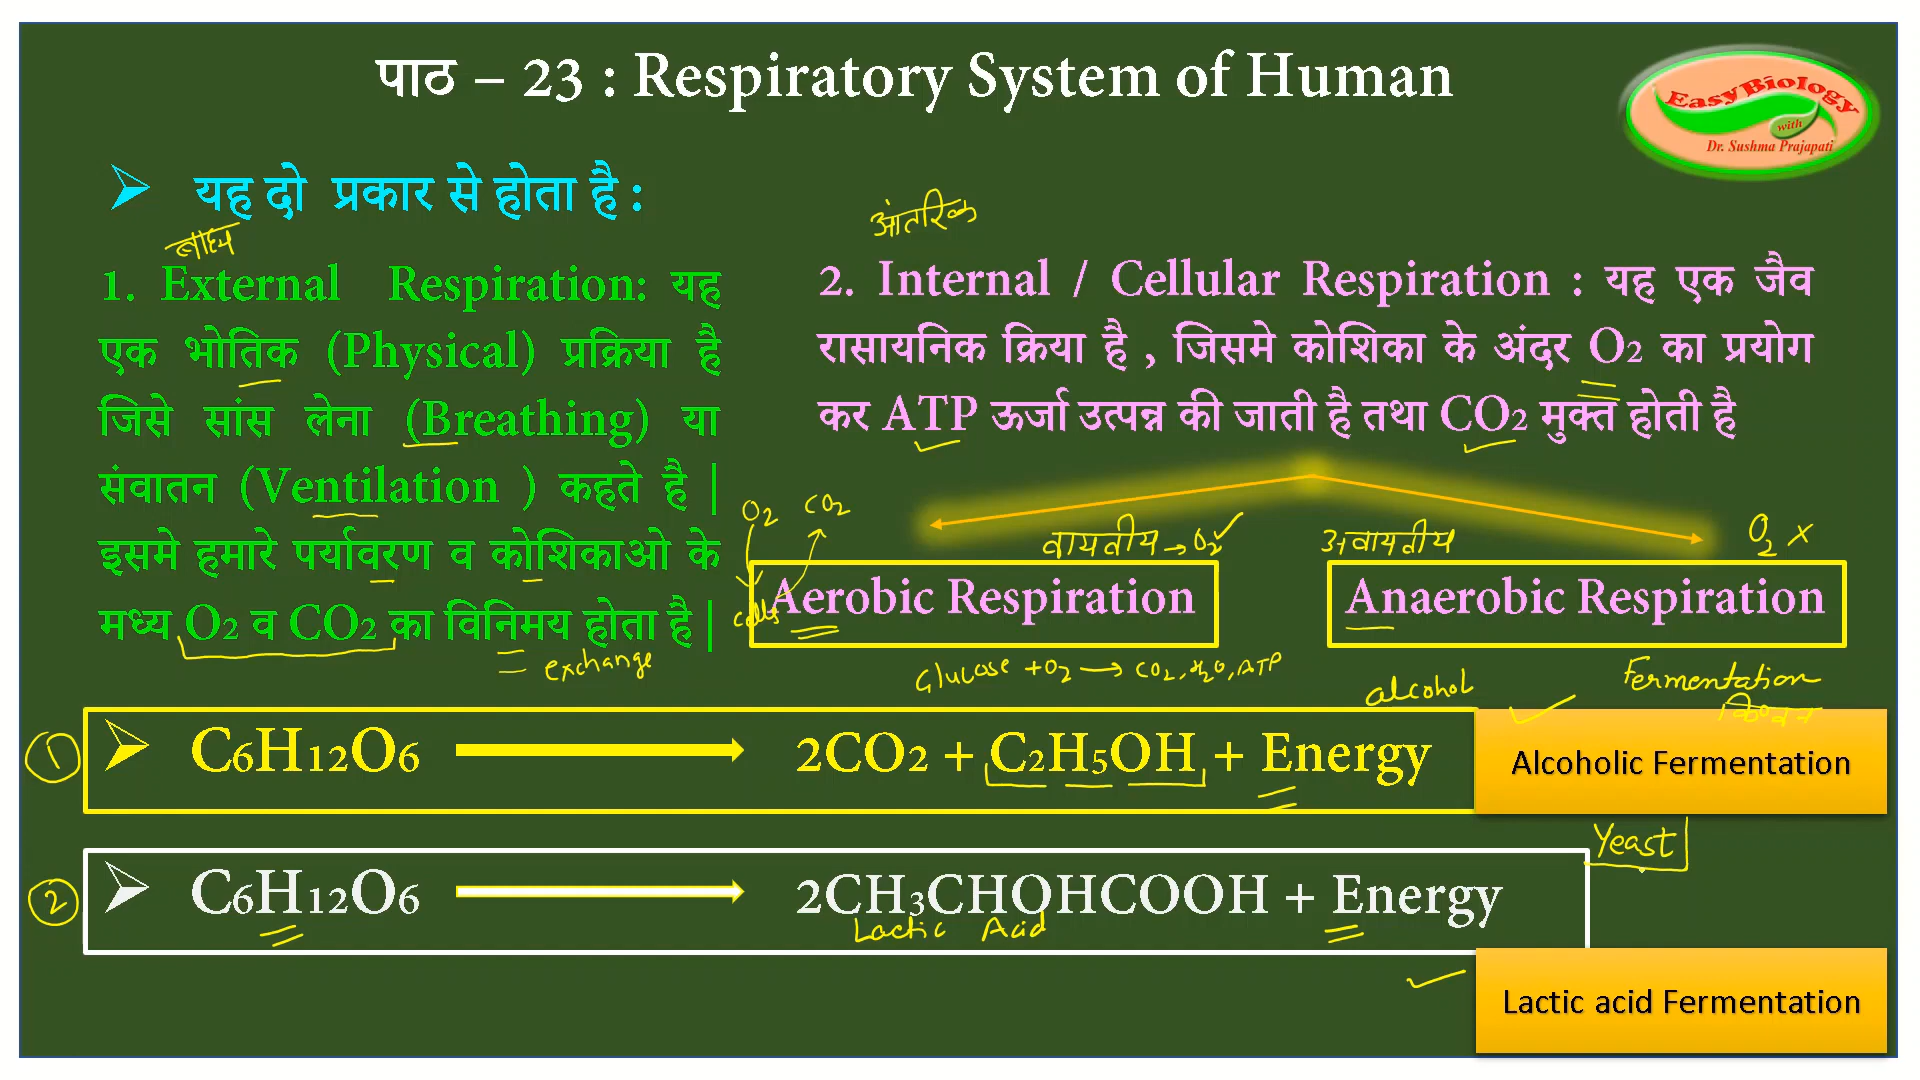 पाठ – 23 : Respiratory System of Human
EasyBiology
with
Dr. Sushma Prajapati
➢ यह दो प्रकार से होता है :
बाह्य
1. External Respiration: यह
एक भोतिक (Physical) प्रक्रिया है
जिसे सांस लेना (Breathing) या
संवातन (Ventilation ) कहते है |
इसमे हमारे पर्यावरण व कोशिकाओ के
मध्य O2 व CO2 का विनिमय होता है |
exchange
आंतरिक
2. Internal / Cellular Respiration : यह एक जैव
रासायनिक क्रिया है , जिसमे कोशिका के अंदर O2 का प्रयोग
कर ATP ऊर्जा उत्पन्न की जाती है तथा CO2 मुक्त होती है
O2 CO2
cells
वायवीय → O2 ✓
Aerobic Respiration
Glucose + O2 → CO2, H2O, ATP
अवायवीय
O2 ×
Anaerobic Respiration
alcohol
Fermentation
किण्वन
1
➢ C6H12O6 → 2CO2 + C2H5OH + Energy
Alcoholic Fermentation
Yeast
2
➢ C6H12O6 → 2CH3CHOHCOOH + Energy
Lactic Acid
Lactic acid Fermentation